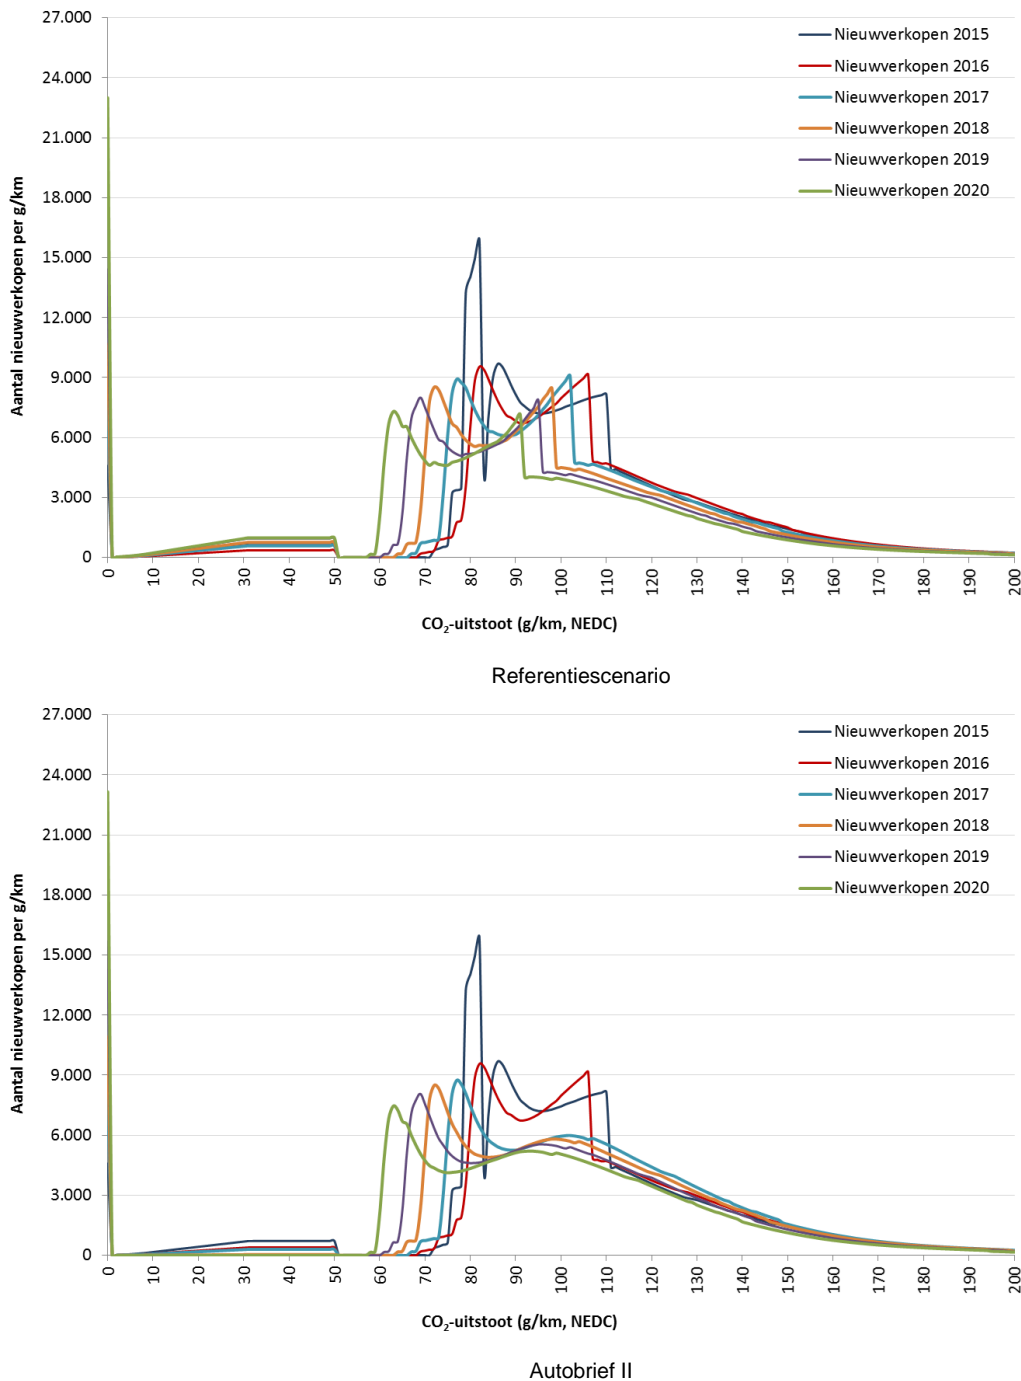 27.000
24.000
21.000
18.000
15.000
12.000
9.000
6.000
3.000
0
Aantal nieuwverkopen per g/km
Nieuwverkopen 2015
Nieuwverkopen 2016
Nieuwverkopen 2017
Nieuwverkopen 2018
Nieuwverkopen 2019
Nieuwverkopen 2020
0 10 20 30 40 50 60 70 80 90 100 110 120 130 140 150 160 170 180 190 200
CO₂-uitstoot (g/km, NEDC)
Referentiescenario
27.000
24.000
21.000
18.000
15.000
12.000
9.000
6.000
3.000
0
Aantal nieuwverkopen per g/km
Nieuwverkopen 2015
Nieuwverkopen 2016
Nieuwverkopen 2017
Nieuwverkopen 2018
Nieuwverkopen 2019
Nieuwverkopen 2020
0 10 20 30 40 50 60 70 80 90 100 110 120 130 140 150 160 170 180 190 200
CO₂-uitstoot (g/km, NEDC)
Autobrief II